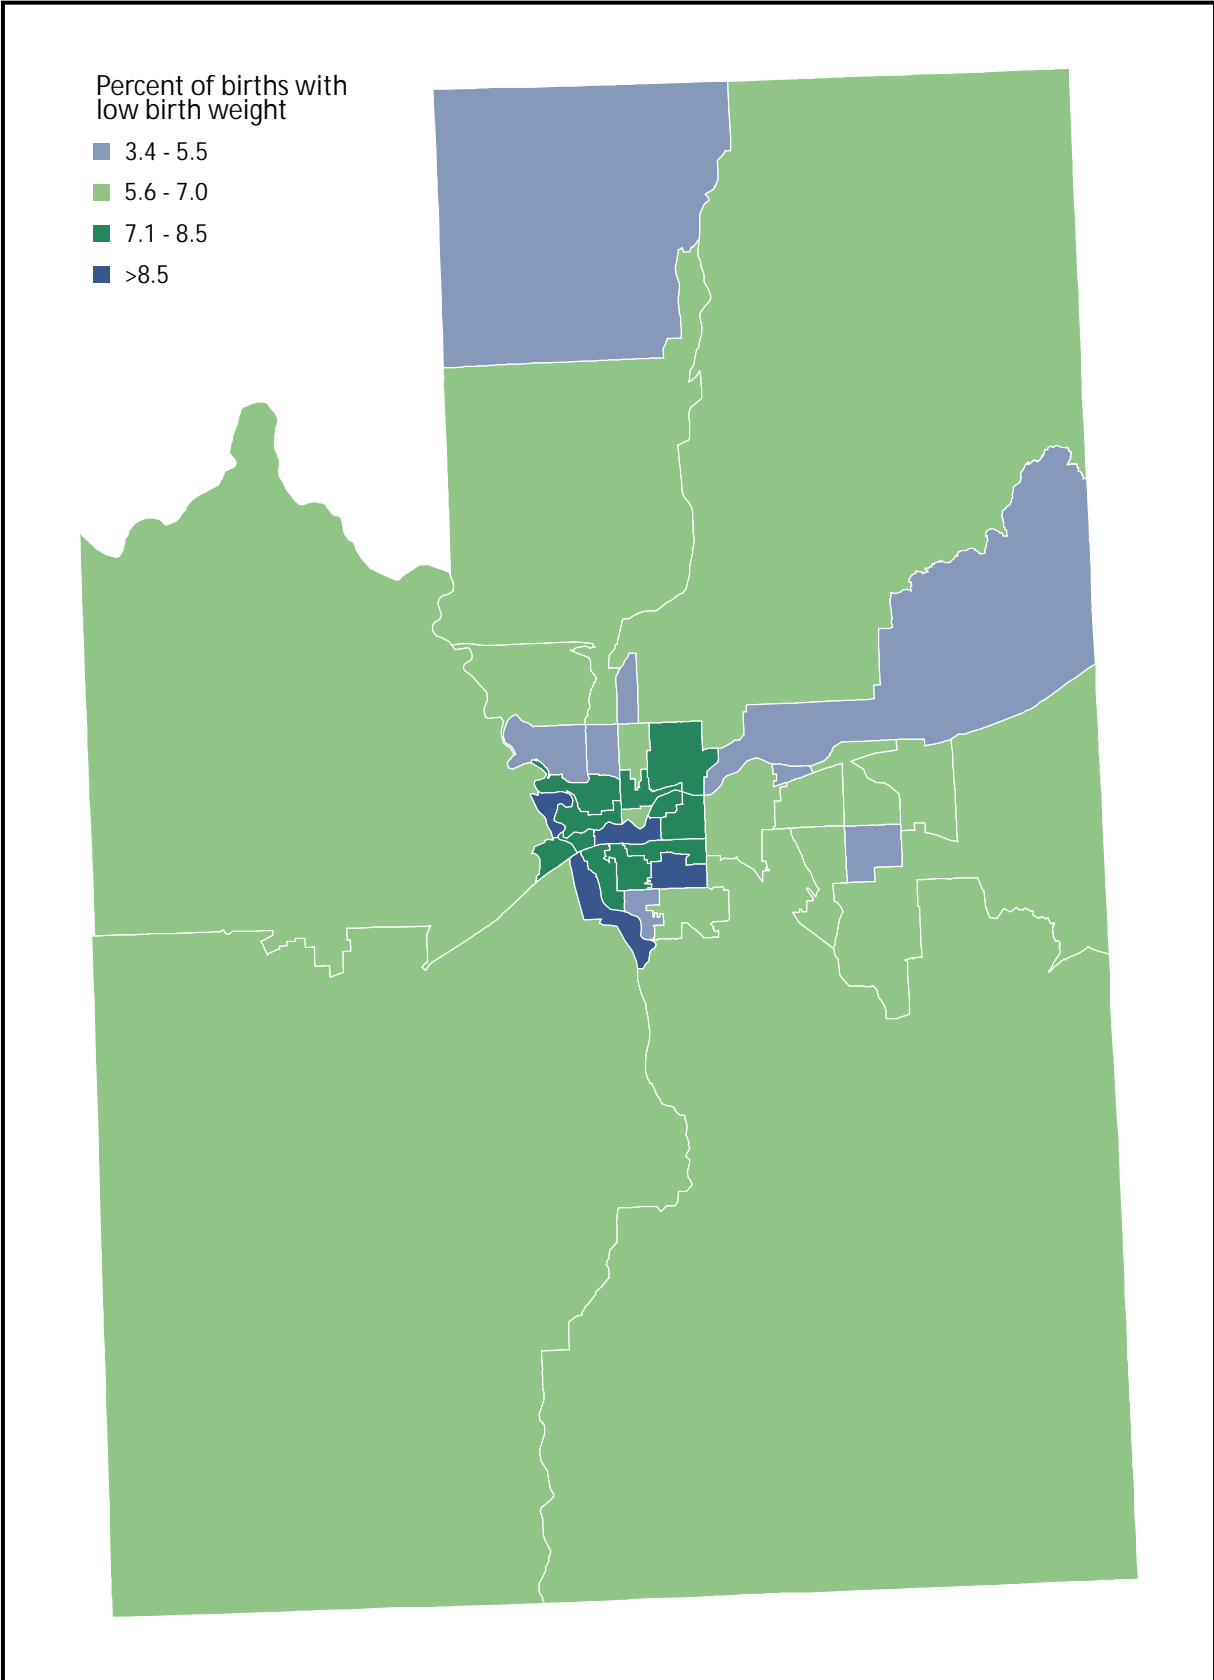 Percent of births with
low birth weight
3.4 - 5.5
5.6 - 7.0
7.1 - 8.5
>8.5